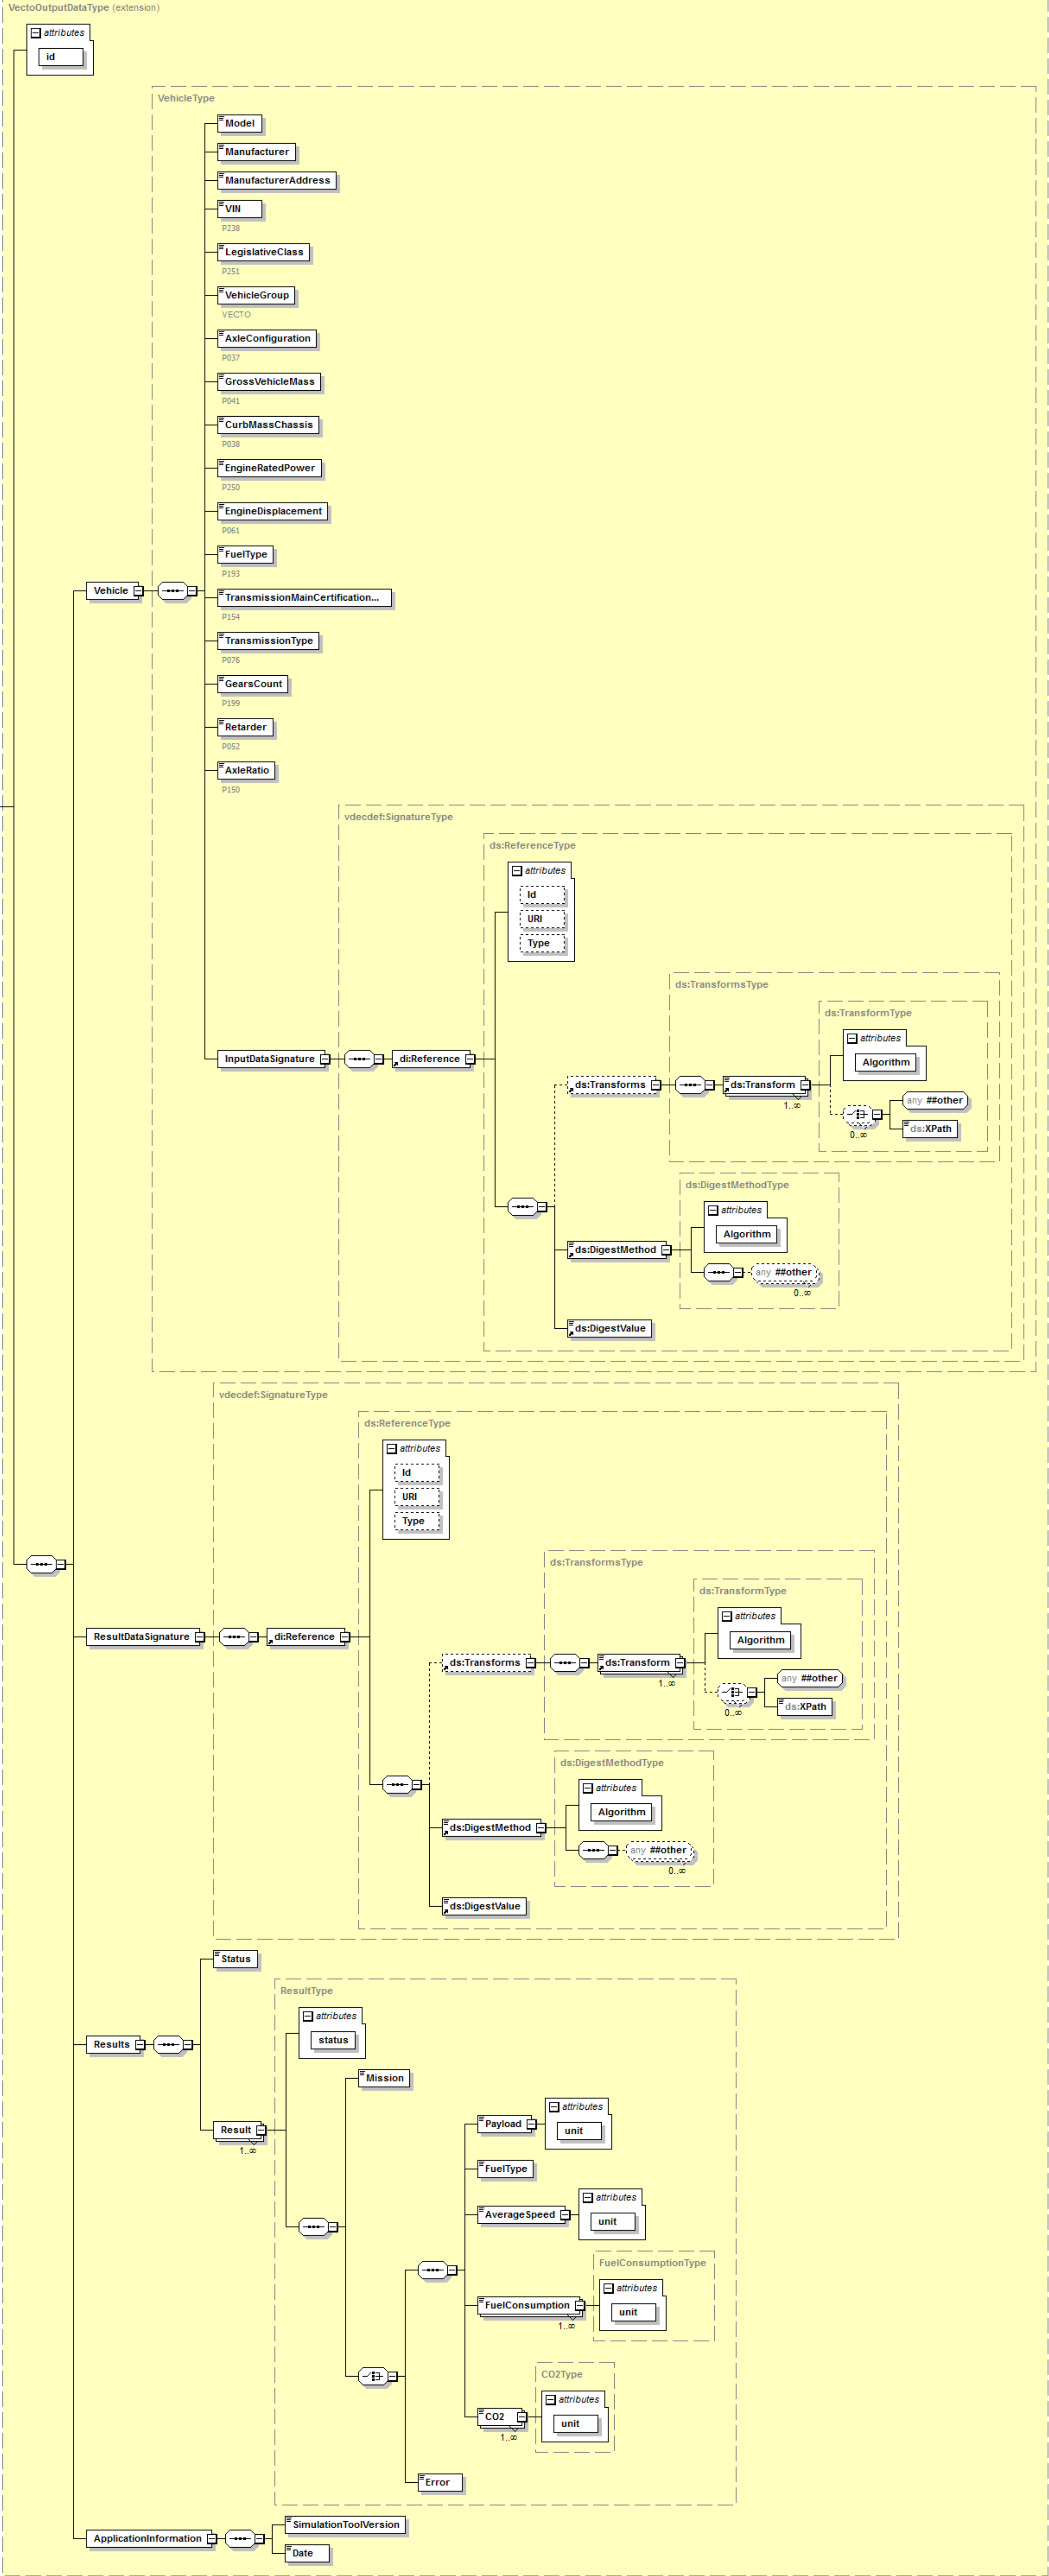 VectoOutputDataType (extension)
attributes
id
VehicleType
Model
Manufacturer
ManufacturerAddress
VIN
P238
LegislativeClass
P251
VehicleGroup
VECTO
AxleConfiguration
P037
GrossVehicleMass
P041
CurbMassChassis
P038
EngineRatedPower
P250
EngineDisplacement
P061
FuelType
P193
Vehicle
TransmissionMainCertification...
P154
TransmissionType
P076
GearsCount
P199
Retarder
P052
AxleRatio
P150
vdecdef:SignatureType
ds:ReferenceType
attributes
Id
URI
Type
ds:TransformsType
ds:TransformType
attributes
Algorithm
InputDataSignature
di:Reference
ds:Transforms
ds:Transform
1..∞
any ##other
ds:XPath
0..∞
ds:DigestMethodType
attributes
Algorithm
ds:DigestMethod
any ##other
0..∞
ds:DigestValue
vdecdef:SignatureType
ds:ReferenceType
attributes
Id
URI
Type
ds:TransformsType
ds:TransformType
attributes
Algorithm
ResultDataSignature
di:Reference
ds:Transforms
ds:Transform
1..∞
any ##other
ds:XPath
0..∞
ds:DigestMethodType
attributes
Algorithm
ds:DigestMethod
any ##other
0..∞
ds:DigestValue
Status
ResultType
attributes
status
Results
Mission
Result
1..∞
Payload
attributes
unit
FuelType
AverageSpeed
attributes
unit
FuelConsumptionType
attributes
unit
FuelConsumption
1..∞
CO2Type
attributes
unit
CO2
1..∞
Error
ApplicationInformation
SimulationToolVersion
Date